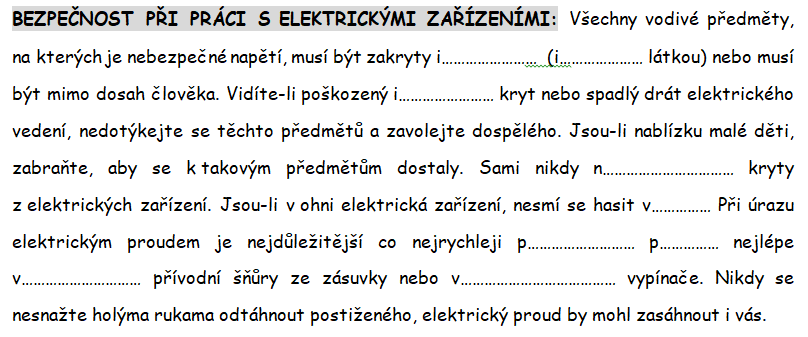 BEZPEČNOST PŘI PRÁCI S ELEKTRICKÝMI ZAŘÍZENÍMI: Všechny vodivé předměty,
na kterých je nebezpečné napětí, musí být zakryty i…………………… (i………………… látkou) nebo musí
být mimo dosah člověka. Vidíte-li poškozený i…………………… kryt nebo spadlý drát elektrického
vedení, nedotýkejte se těchto předmětů a zavolejte dospělého. Jsou-li nablízku malé děti,
zabraňte, aby se k takovým předmětům dostaly. Sami nikdy n…………………………… kryty
z elektrických zařízení. Jsou-li v ohni elektrická zařízení, nesmí se hasit v…………… Při úrazu
elektrickým proudem je nejdůležitější co nejrychleji p……………………… p…………… nejlépe
v………………………… přívodní šňůry ze zásuvky nebo v………………………………… vypínače. Nikdy se
nesnažte holýma rukama odtáhnout postiženého, elektrický proud by mohl zasáhnout i vás.